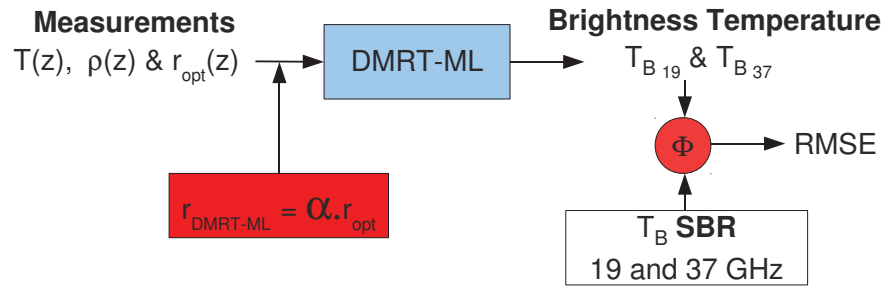 Measurements
T(z), ρ(z) & r_opt(z)
DMRT-ML
Brightness Temperature
T_B 19 & T_B 37
Φ
RMSE
r_DMRT-ML = α.r_opt
T_B SBR
19 and 37 GHz